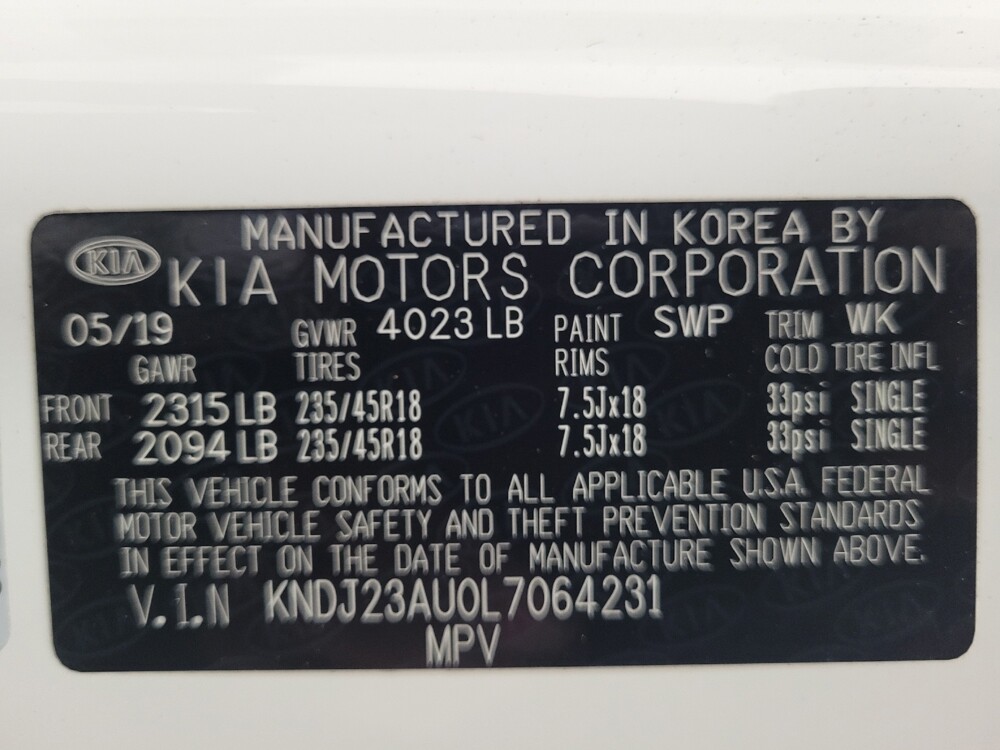 MANUFACTURED IN KOREA BY
KIA KIA MOTORS CORPORATION
05/19 GVWR 4023 LB PAINT SWP TRIM WK
GAWR TIRES RIMS COLD TIRE INFL
FRONT 2315 LB 235/45R18 7.5Jx18 33psi SINGLE
REAR 2094 LB 235/45R18 7.5Jx18 33psi SINGLE
THIS VEHICLE CONFORMS TO ALL APPLICABLE U.S.A. FEDERAL
MOTOR VEHICLE SAFETY AND THEFT PREVENTION STANDARDS
IN EFFECT ON THE DATE OF MANUFACTURE SHOWN ABOVE.
V.I.N KNDJ23AU0L7064231
MPV